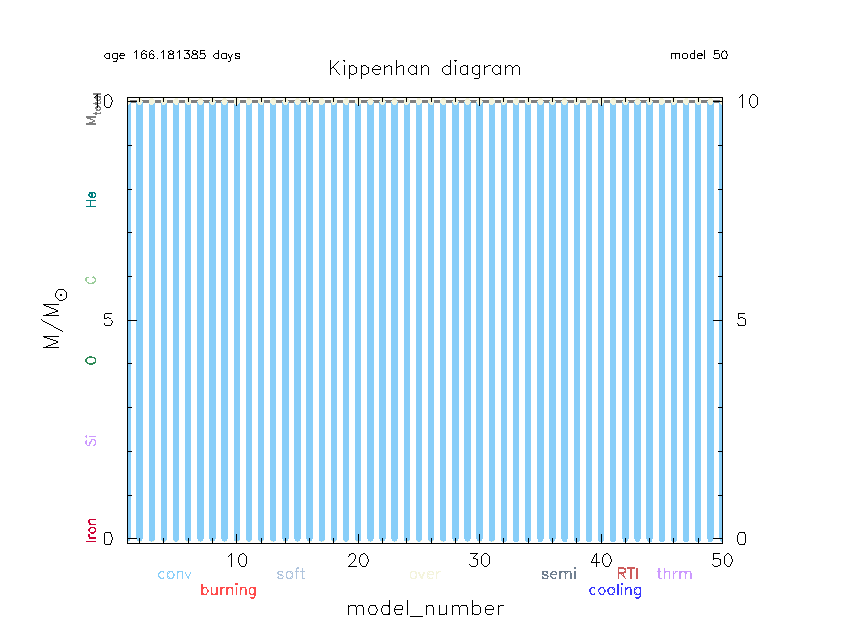 age 166.181385 days
model 50
Kippenhan diagram
M_total
He
C
O
Si
Iron
M/M☉
10
5
0
10
5
0
10
20
30
40
50
conv
soft
over
semi
RTI
thrm
burning
cooling
model_number